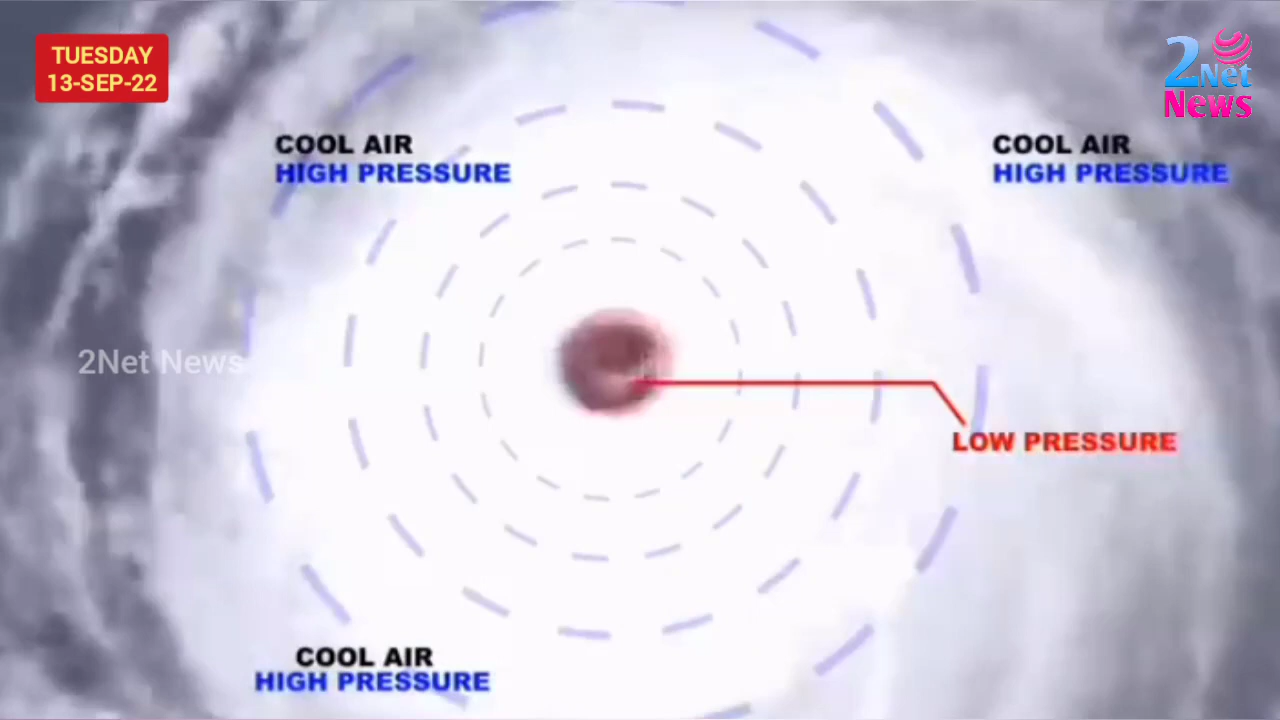 TUESDAY
13-SEP-22
2Net
News
COOL AIR
HIGH PRESSURE
COOL AIR
HIGH PRESSURE
2Net News
LOW PRESSURE
COOL AIR
HIGH PRESSURE